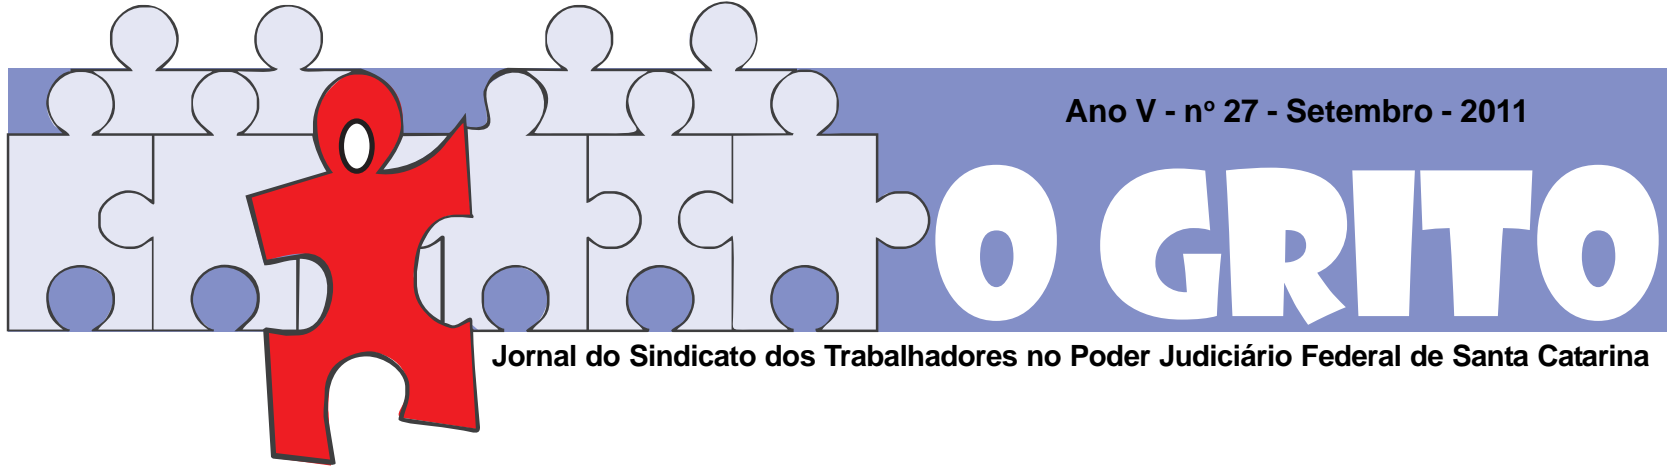 Ano V - nº 27 - Setembro - 2011
O GRITO
Jornal do Sindicato dos Trabalhadores no Poder Judiciário Federal de Santa Catarina